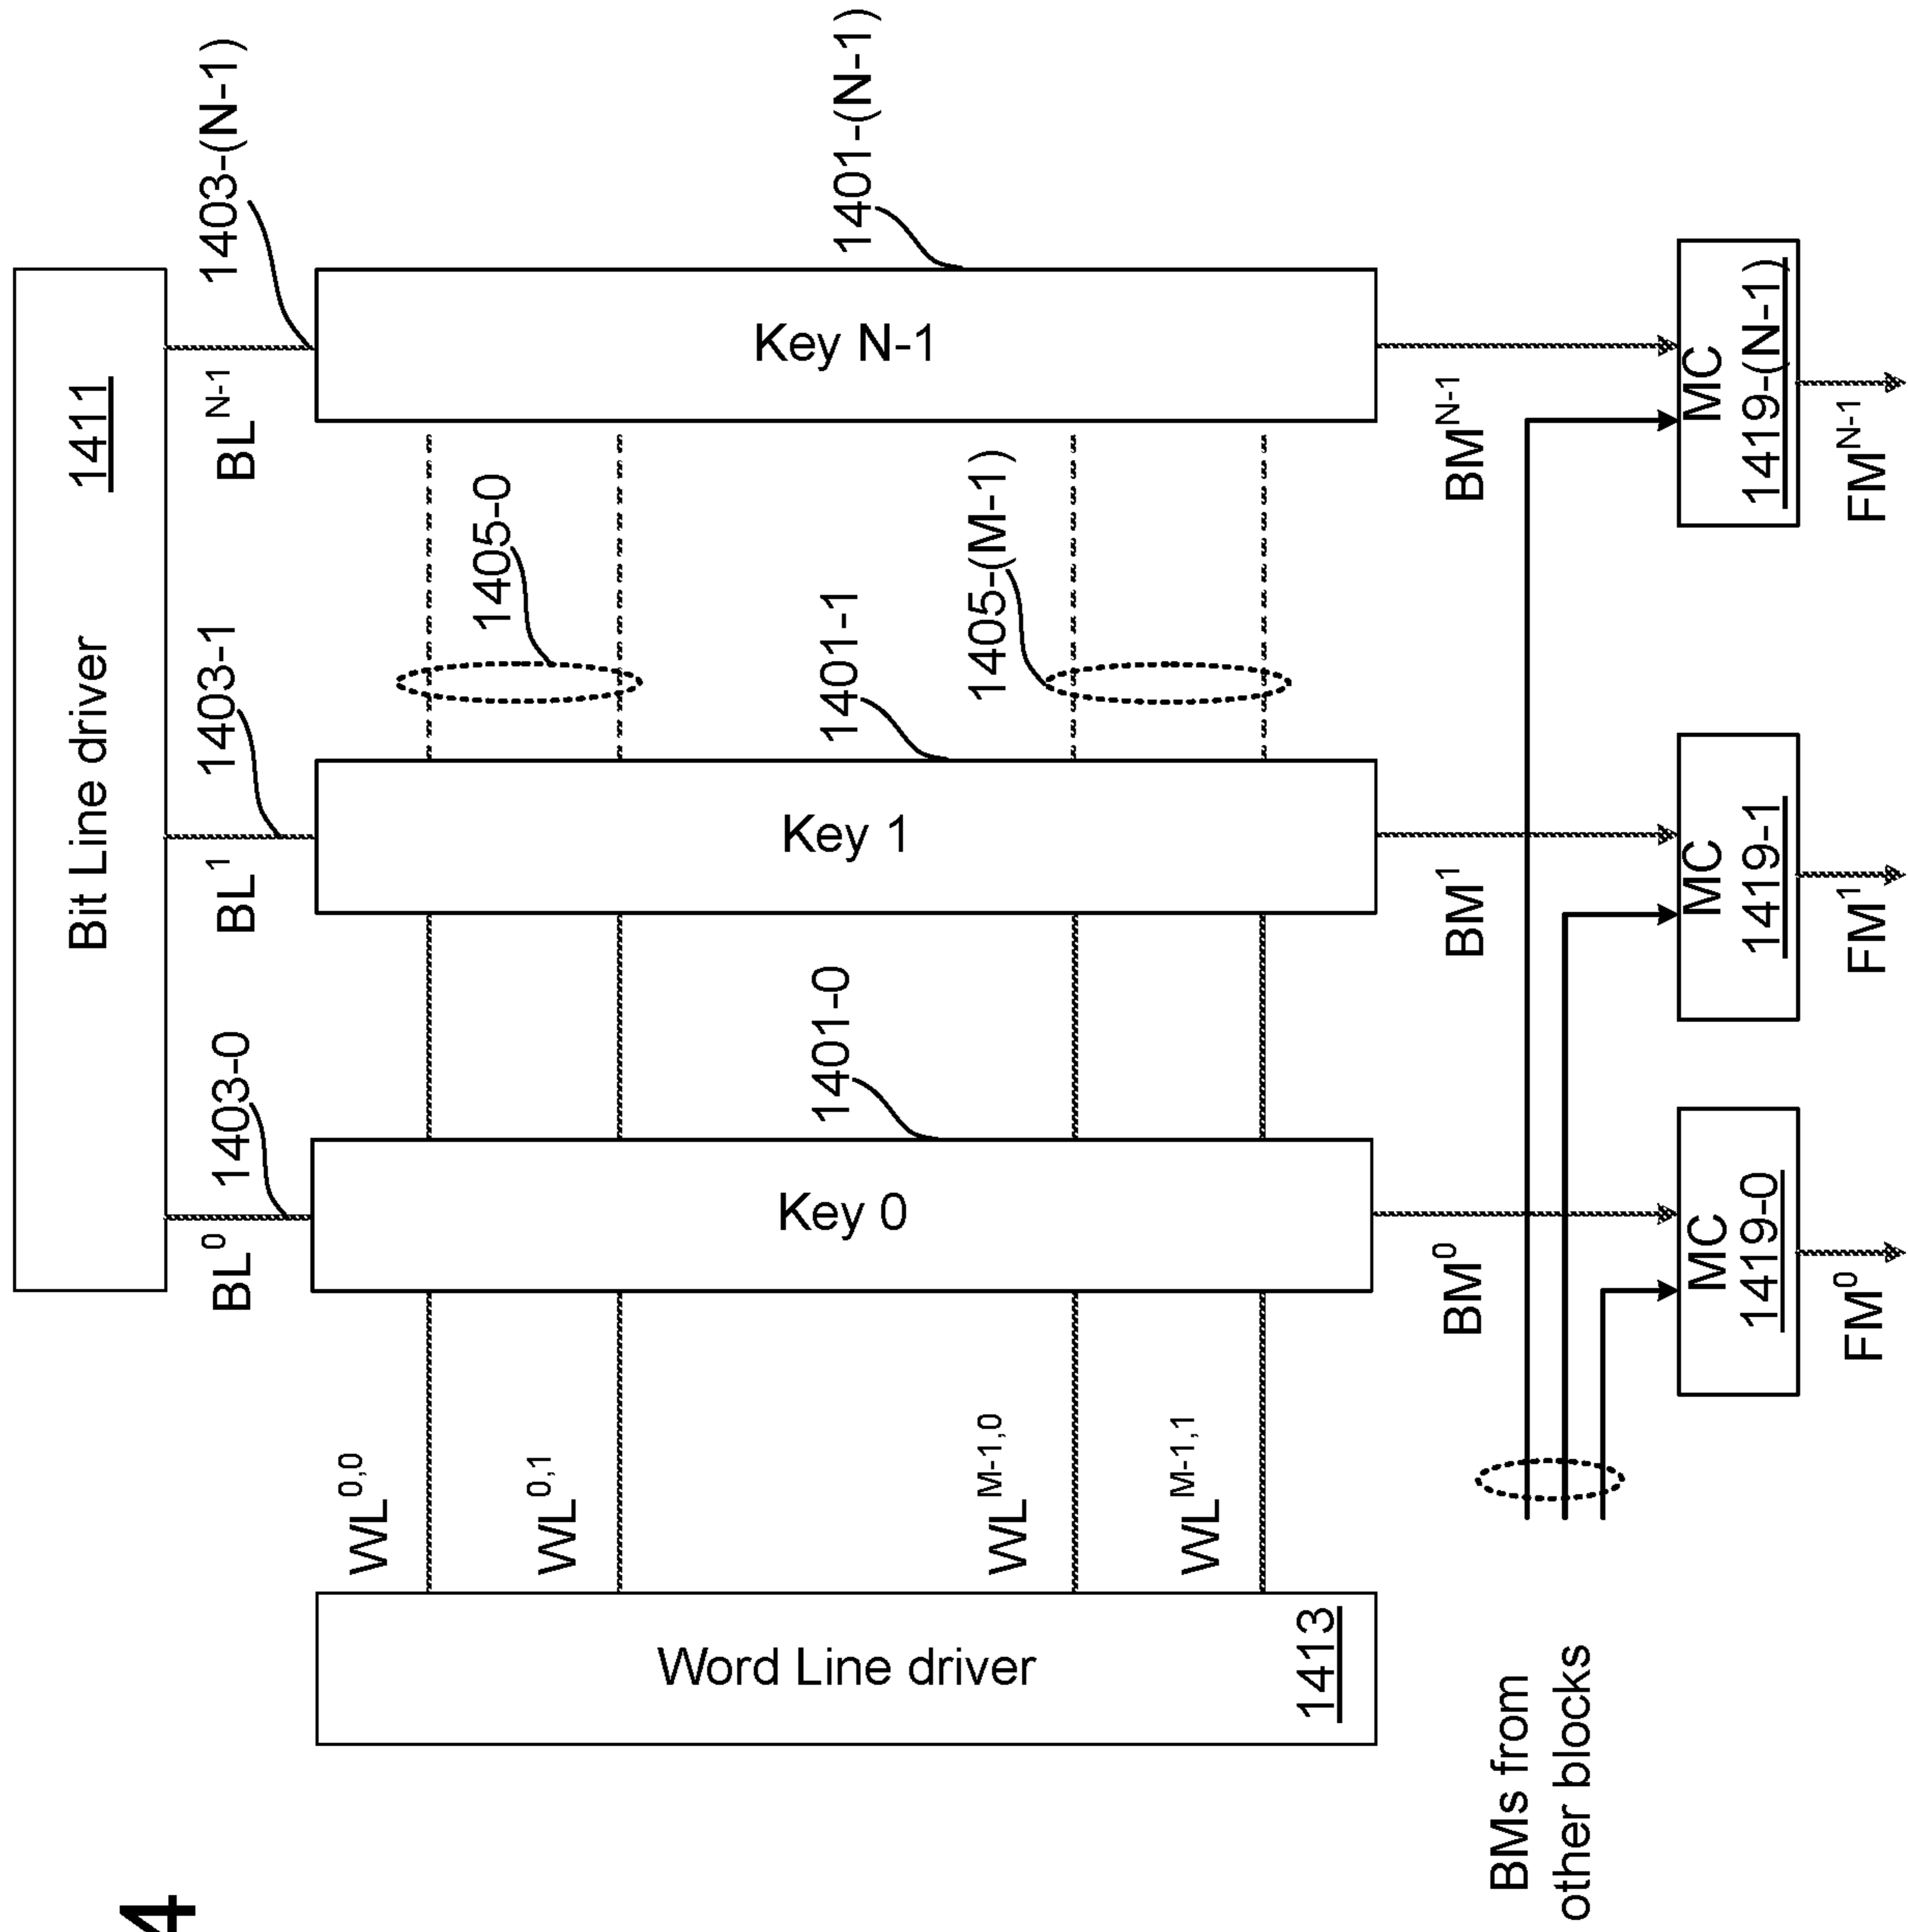 4
Bit Line driver
1411
BL^0
1403-0
BL^1
1403-1
BL^N-1
1403-(N-1)
Word Line driver
1413
WL^0,0
WL^0,1
WL^M-1,0
WL^M-1,1
Key 0
1401-0
Key 1
1401-1
Key N-1
1401-(N-1)
1405-0
1405-(M-1)
BM^0
BM^1
BM^N-1
BMs from
other blocks
MC
1419-0
MC
1419-1
MC
1419-(N-1)
FM^0
FM^1
FM^N-1